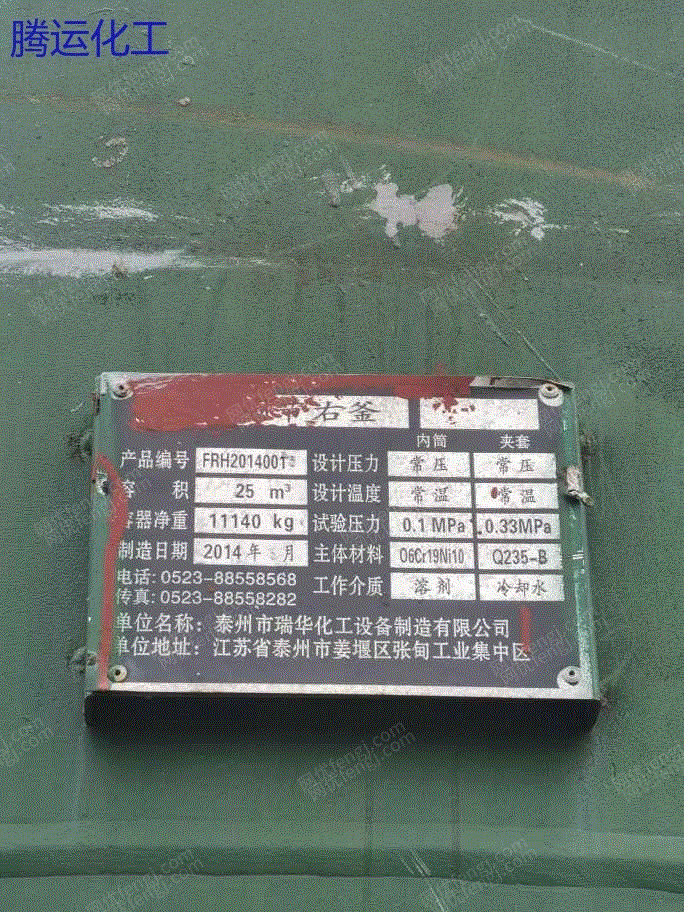 腾运化工
右釜
内筒 夹套
产品编号 FRH2014001 设计压力 常压 常压
容 积 25 m³ 设计温度 常温 常温
容器净重 11140 kg 试验压力 0.1 MPa 0.33MPa
制造日期 2014年 月 主体材料 06Cr19Ni10 Q235-B
电话: 0523-88558568 工作介质 溶剂 冷却水
传真: 0523-88558282
单位名称: 泰州市瑞华化工设备制造有限公司
单位地址: 江苏省泰州市姜堰区张甸工业集中区